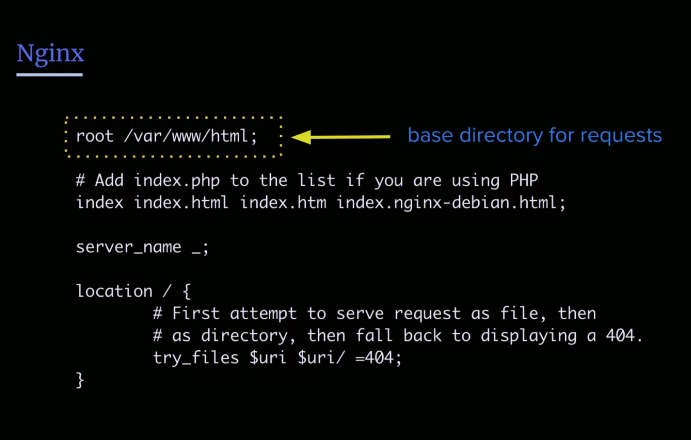 Nginx
root /var/www/html;
base directory for requests
# Add index.php to the list if you are using PHP
index index.html index.htm index.nginx-debian.html;
server_name _;
location / {
# First attempt to serve request as file, then
# as directory, then fall back to displaying a 404.
try_files $uri $uri/ =404;
}